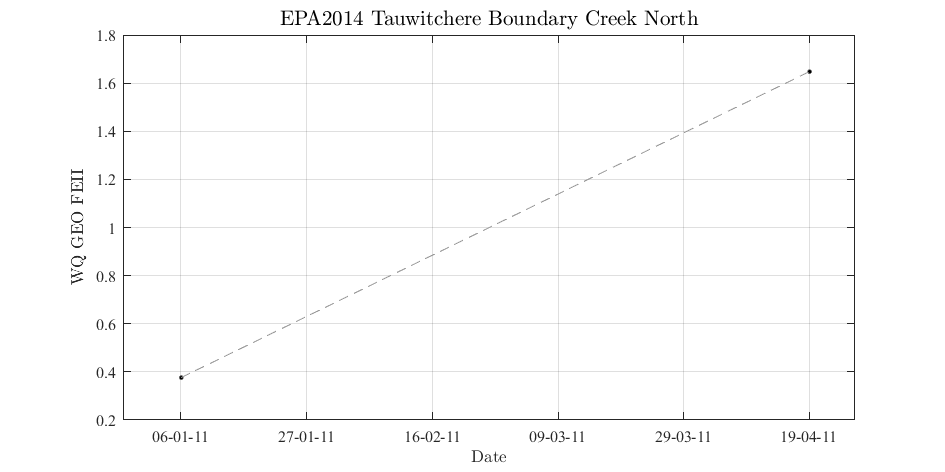 EPA2014 Tauwitchere Boundary Creek North
WQ GEO FEII
1.8
1.6
1.4
1.2
1
0.8
0.6
0.4
0.2
06-01-11 27-01-11 16-02-11 09-03-11 29-03-11 19-04-11
Date